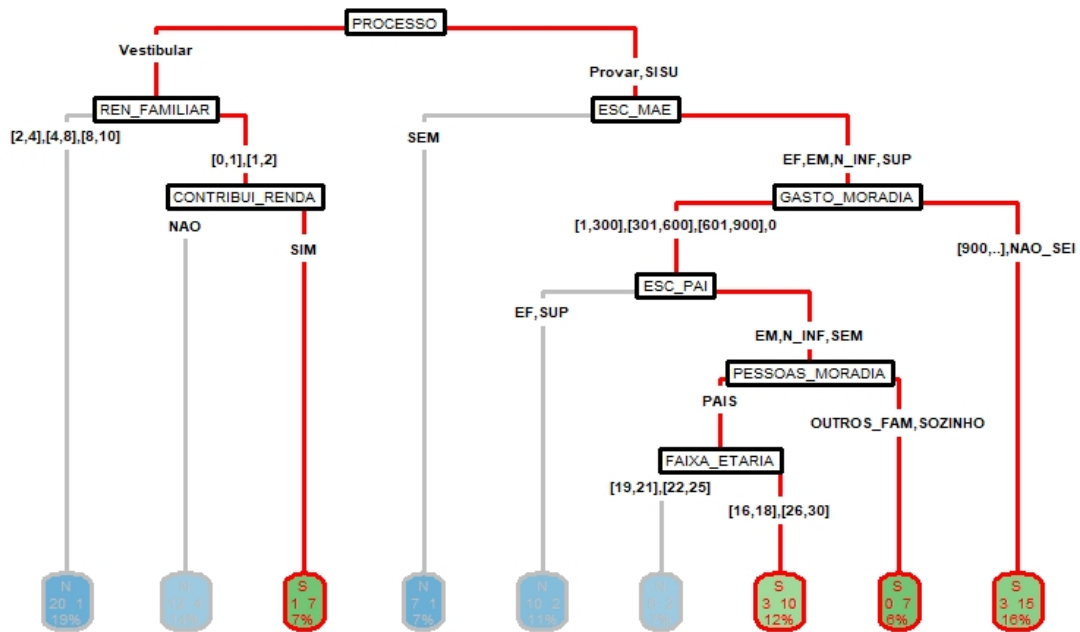 PROCESSO
Vestibular
Provar,SISU
REN_FAMILIAR
ESC_MAE
[2,4],[4,8],[8,10]
SEM
[0,1],[1,2]
EF,EM,N_INF,SUP
CONTRIBUI_RENDA
GASTO_MORADIA
NAO
[1,300],[301,600],[601,900],0
SIM
[900,..],NAO_SEI
ESC_PAI
EF,SUP
EM,N_INF,SEM
PESSOAS_MORADIA
PAIS
OUTROS_FAM,SOZINHO
FAIXA_ETARIA
[19,21],[22,25]
[16,18],[26,30]
N
20 1
19%
N
S
1 7
7%
N
7 1
7%
N
10 2
11%
N
S
3 10
12%
S
0 7
6%
S
3 15
16%